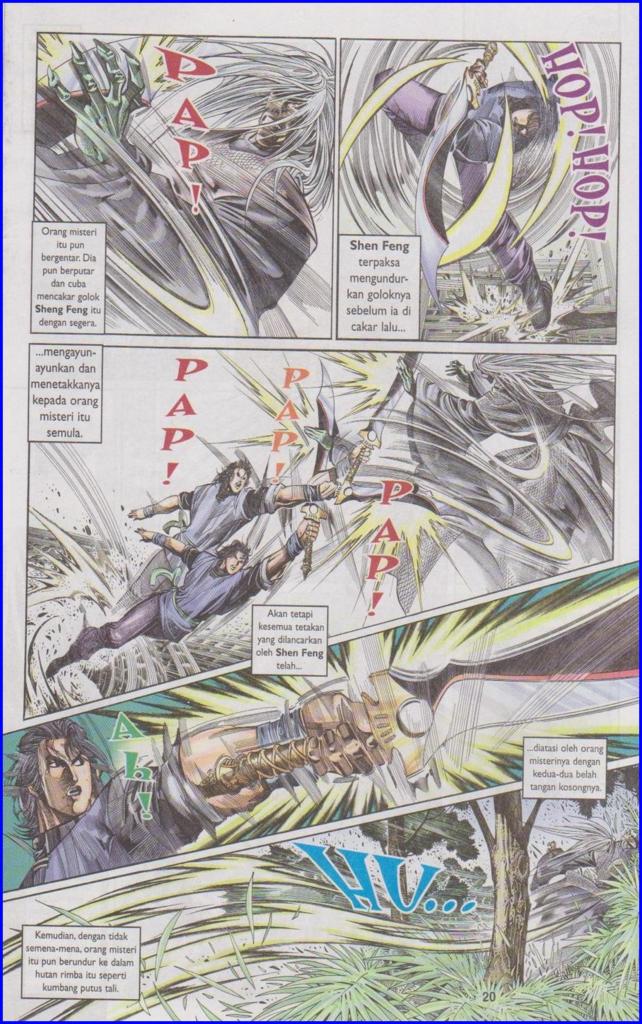 PAP!
Orang misteri
itu pun
bergentar. Dia
pun berputar
dan cuba
mencakar golok
Sheng Feng itu
dengan segera.
HOP! HOP!
Shen Feng
terpaksa
mengundur-
kan goloknya
sebelum ia di
cakar lalu...
...mengayun-
ayunkan dan
menetakkanya
kepada orang
misteri itu
semula.
PAP!
PAP!
PAP!
Akan tetapi
kesemua tetakan
yang dilancarkan
oleh Shen Feng
telah...
AH!
...diatasi oleh orang
misterinya dengan
kedua-dua belah
tangan kosongnya.
HU...
Kemudian, dengan tidak
semena-mena, orang misteri
itu pun berundur ke dalam
hutan rimba itu seperti
kumbang putus tali.
20